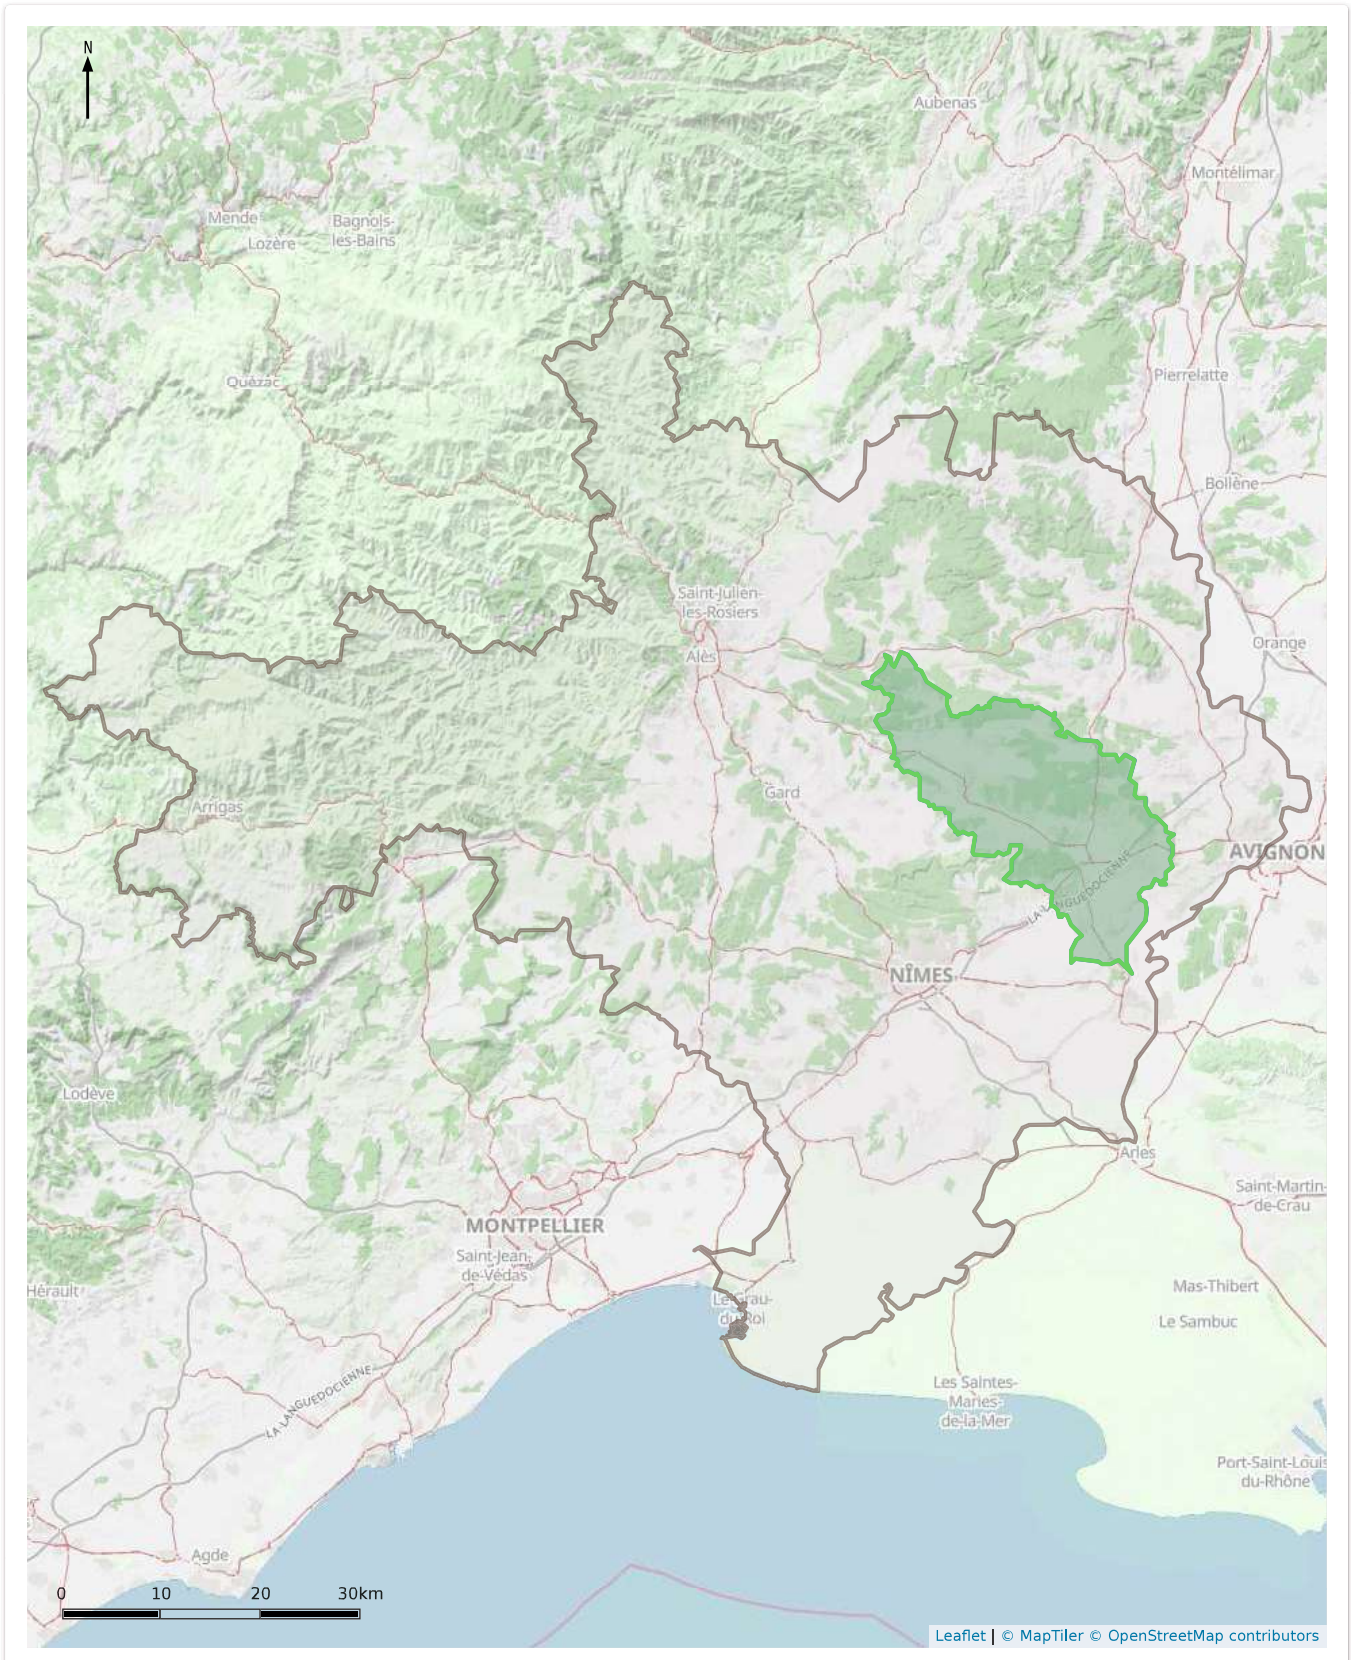 N
Aubenas
Montélimar
Mende
Bagnols-
les-Bains
Lozère
Pierrelatte
Quézac
Bollène
Saint-Julien-
les-Rosiers
Orange
Alès
Gard
Arrigas
AVIGNON
LA LANGUEDOCIENNE
NÎMES
Lodève
Arles
Saint-Martin-
de-Crau
MONTPELLIER
Saint-Jean-
de-Védas
Hérault
Mas-Thibert
Le Grau-
du-Roi
Le Sambuc
LA LANGUEDOCIENNE
Les Saintes-
Maries-
de-la-Mer
Port-Saint-Louis
du-Rhône
Agde
0 10 20 30km
Leaflet | © MapTiler © OpenStreetMap contributors